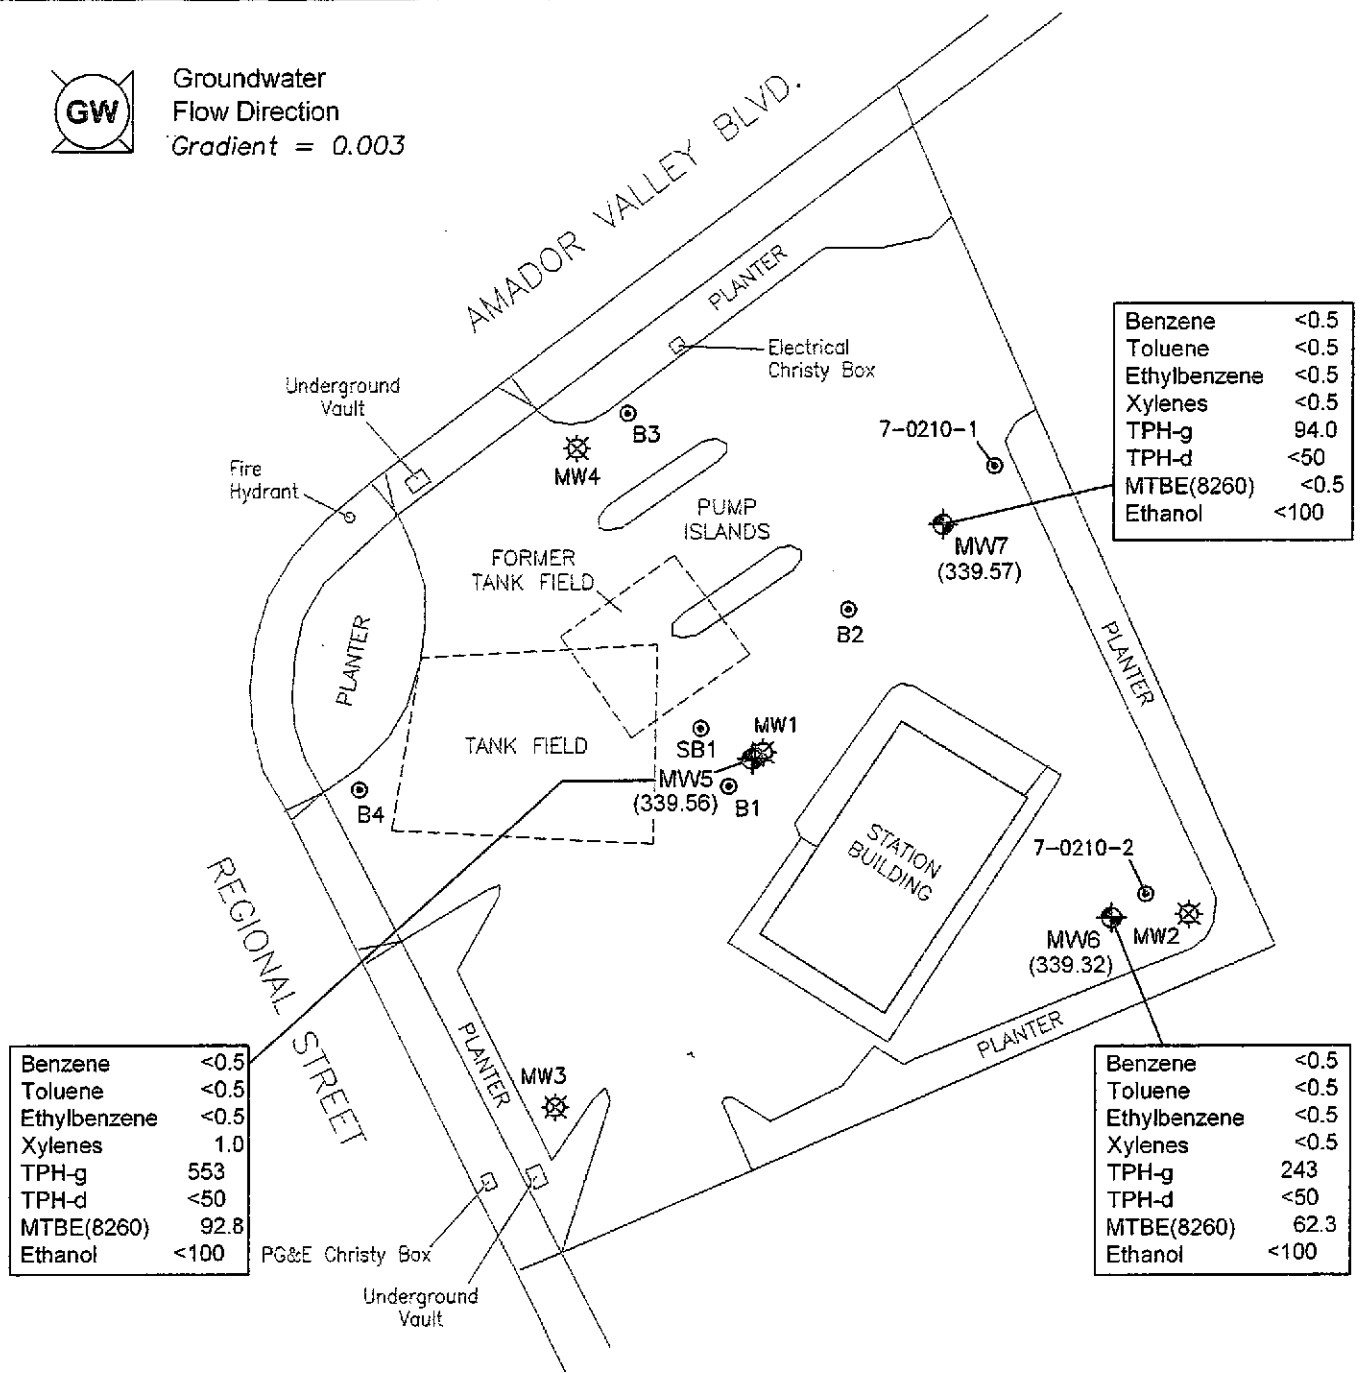 GW
Groundwater
Flow Direction
Gradient = 0.003
AMADOR VALLEY BLVD.
PLANTER
Electrical
Christy Box
Underground
Vault
Fire
Hydrant
B3
MW4
7-0210-1
Benzene <0.5
Toluene <0.5
Ethylbenzene <0.5
Xylenes <0.5
TPH-g 94.0
TPH-d <50
MTBE(8260) <0.5
Ethanol <100
PUMP
ISLANDS
MW7
(339.57)
FORMER
TANK FIELD
B2
PLANTER
PLANTER
TANK FIELD
SB1
MW1
MW5
(339.56)
B1
B4
STATION
BUILDING
7-0210-2
MW6
(339.32)
MW2
REGIONAL STREET
PLANTER
PLANTER
MW3
Benzene <0.5
Toluene <0.5
Ethylbenzene <0.5
Xylenes 1.0
TPH-g 553
TPH-d <50
MTBE(8260) 92.8
Ethanol <100
PG&E Christy Box
Underground
Vault
Benzene <0.5
Toluene <0.5
Ethylbenzene <0.5
Xylenes <0.5
TPH-g 243
TPH-d <50
MTBE(8260) 62.3
Ethanol <100